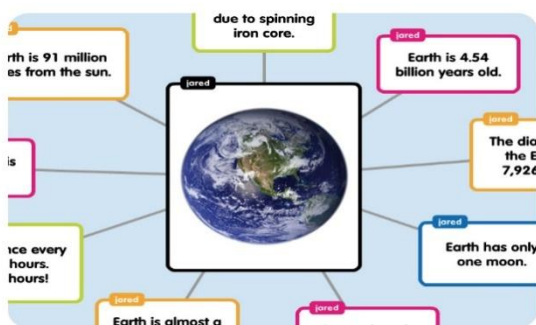 due to spinning
iron core.
jared
Earth is 91 million
miles from the sun.
jared
Earth is 4.54
billion years old.
jared
jared
The dia
the E
7,926
is
jared
Earth has only
one moon.
nce every
hours.
hours!
jared
Earth is almost a
jared